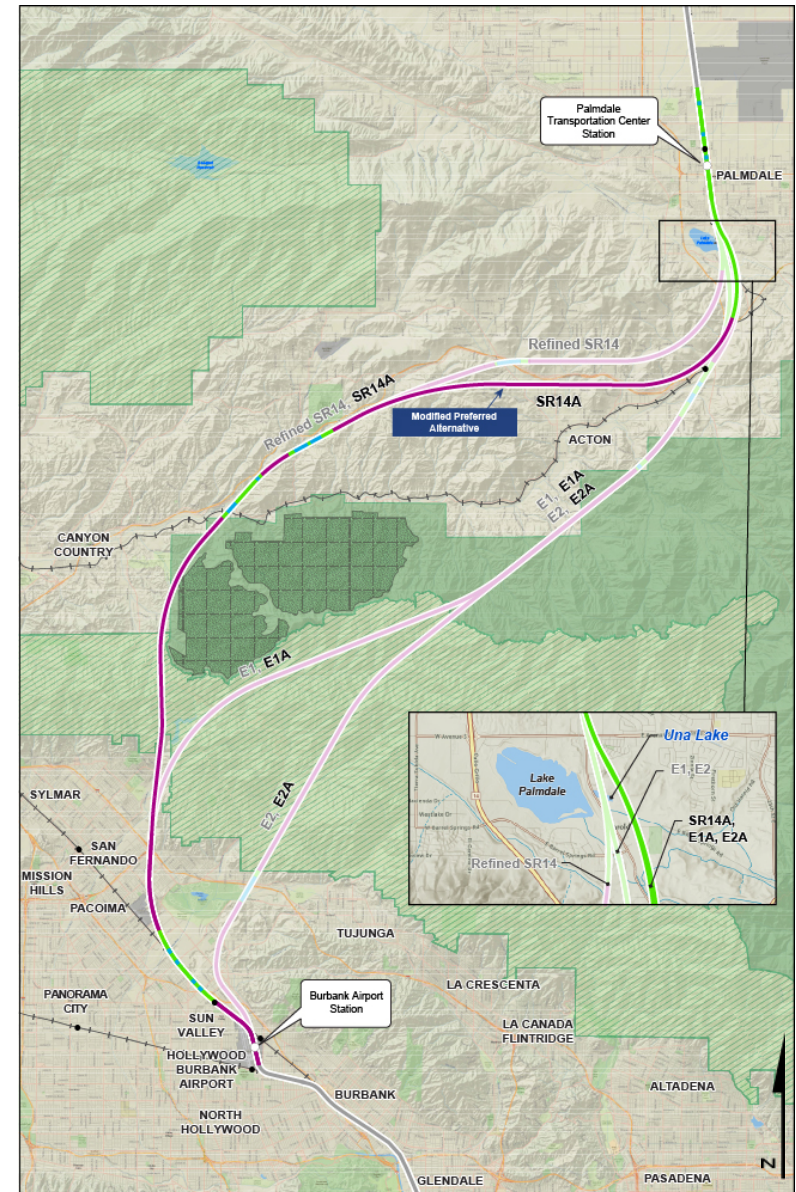 Palmdale
Transportation Center
Station
PALMDALE
Lake
Palmdale
Refined SR14
Refined SR14, SR14A
SR14A
Modified Preferred
Alternative
ACTON
E1, E1A
E2, E2A
CANYON
COUNTRY
E1, E1A
E2, E2A
Una Lake
E1, E2
Lake
Palmdale
SR14A,
E1A, E2A
Refined SR14
SYLMAR
SAN
FERNANDO
MISSION
HILLS
PACOIMA
TUJUNGA
LA CRESCENTA
PANORAMA
CITY
Burbank Airport
Station
SUN
VALLEY
LA CANADA
FLINTRIDGE
HOLLYWOOD
BURBANK
AIRPORT
BURBANK
ALTADENA
NORTH
HOLLYWOOD
N
GLENDALE
PASADENA